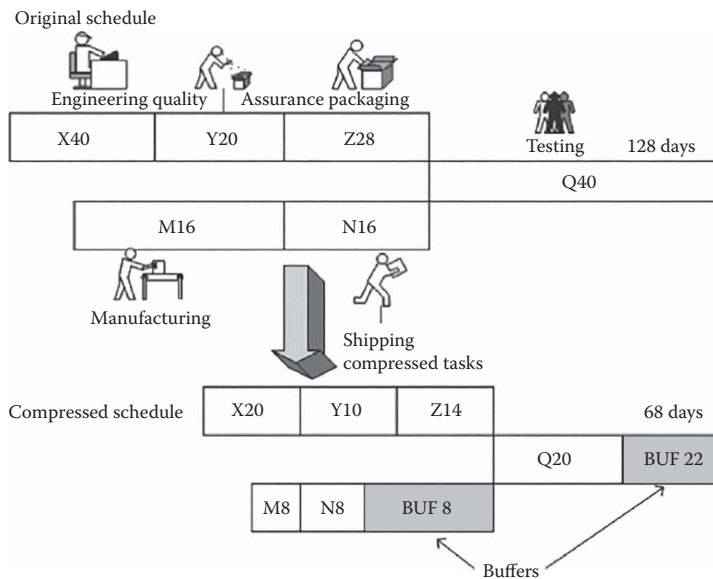 Original schedule
Engineering quality
Assurance packaging
X40
Y20
Z28
Testing
128 days
Q40
M16
N16
Manufacturing
Shipping
compressed tasks
Compressed schedule
X20
Y10
Z14
68 days
Q20
BUF 22
M8
N8
BUF 8
Buffers